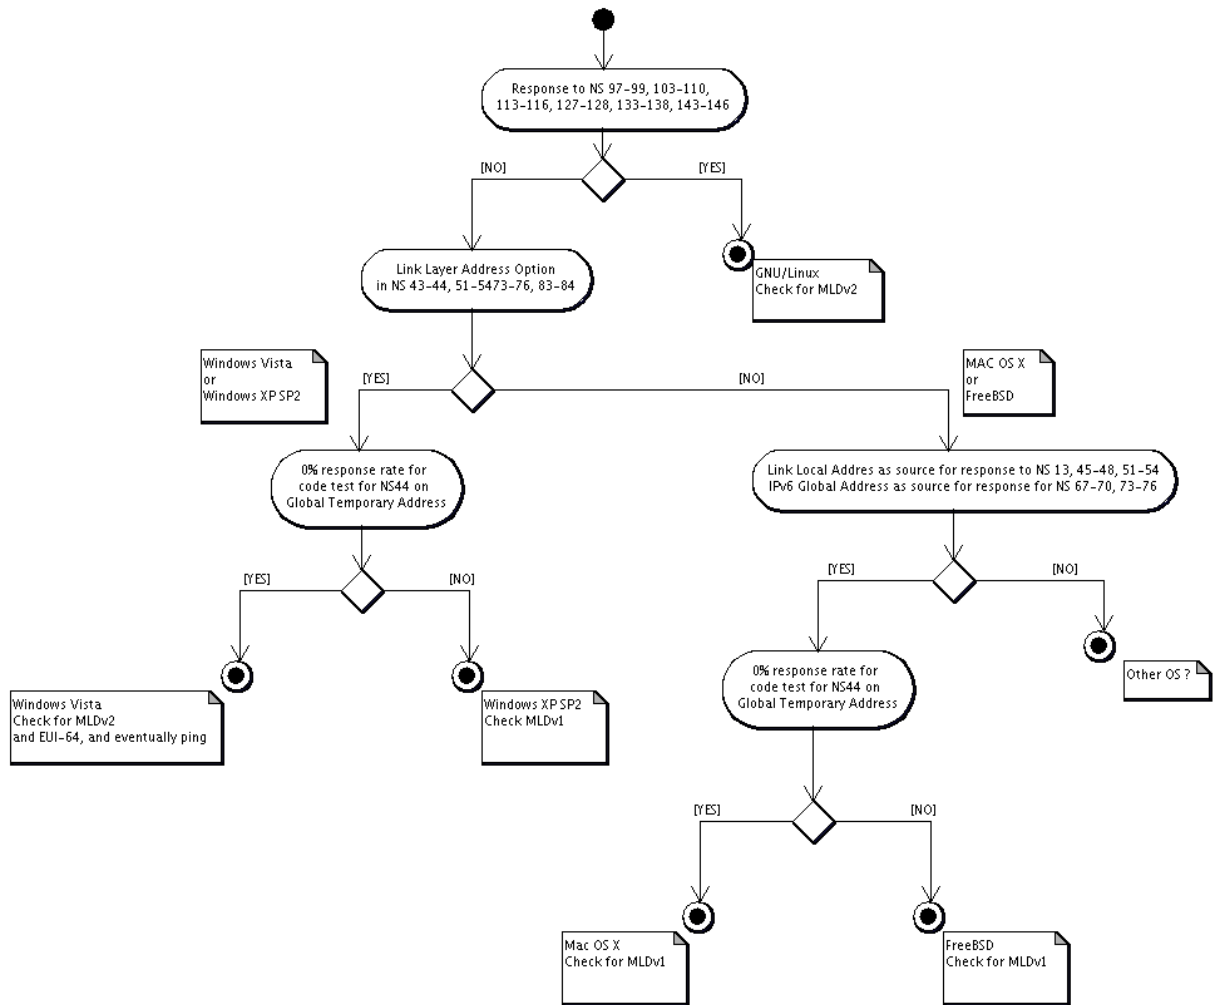 Response to NS 97-99, 103-110,
113-116, 127-128, 133-138, 143-146
[NO]
[YES]
Link Layer Address Option
in NS 43-44, 51-5473-76, 83-84
GNU/Linux
Check for MLDv2
Windows Vista
or
Windows XP SP2
[YES]
[NO]
MAC OS X
or
FreeBSD
0% response rate for
code test for NS44 on
Global Temporary Address
Link Local Addres as source for response to NS 13, 45-48, 51-54
IPv6 Global Address as source for response for NS 67-70, 73-76
[YES]
[NO]
[YES]
[NO]
Windows Vista
Check for MLDv2
and EUI-64, and eventually ping
Windows XP SP2
Check MLDv1
0% response rate for
code test for NS44 on
Global Temporary Address
Other OS ?
[YES]
[NO]
Mac OS X
Check for MLDv1
FreeBSD
Check for MLDv1